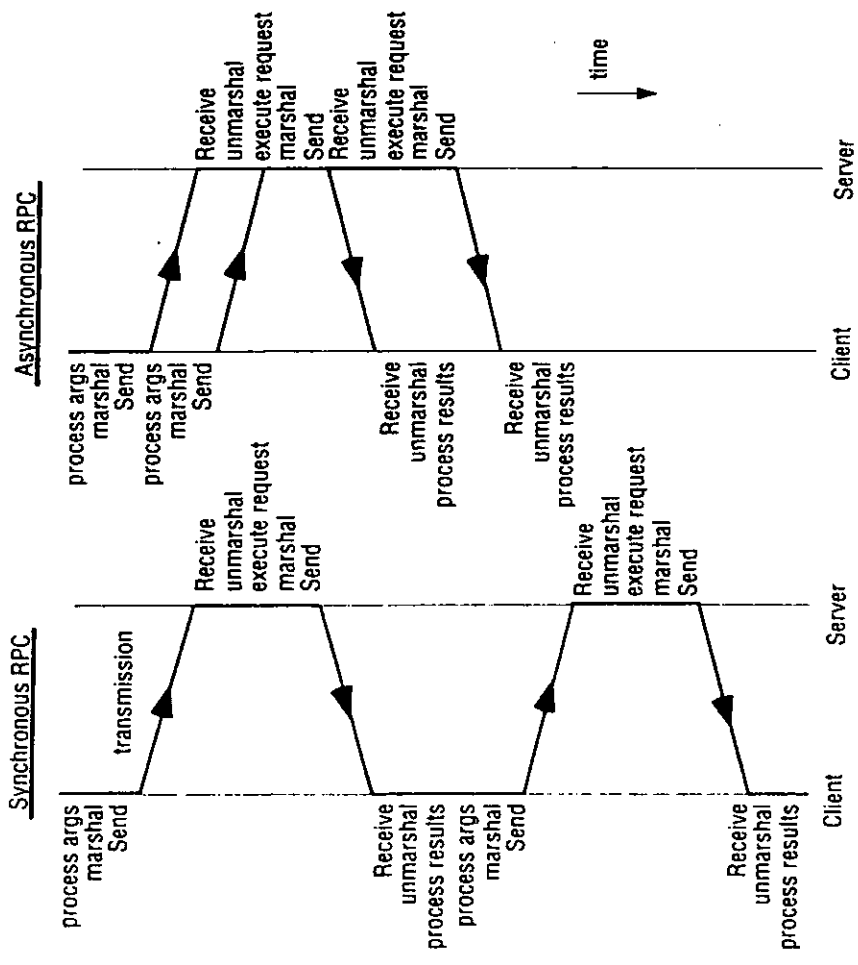 Synchronous RPC
process args
marshal
Send
transmission
Receive
unmarshal
execute request
marshal
Send
Receive
unmarshal
process results
process args
marshal
Send
Receive
unmarshal
execute request
marshal
Send
Receive
unmarshal
process results
Client
Server
Asynchronous RPC
process args
marshal
Send
process args
marshal
Send
Receive
unmarshal
execute request
marshal
Send
Receive
unmarshal
execute request
marshal
Send
Receive
unmarshal
process results
Receive
unmarshal
process results
time
Client
Server